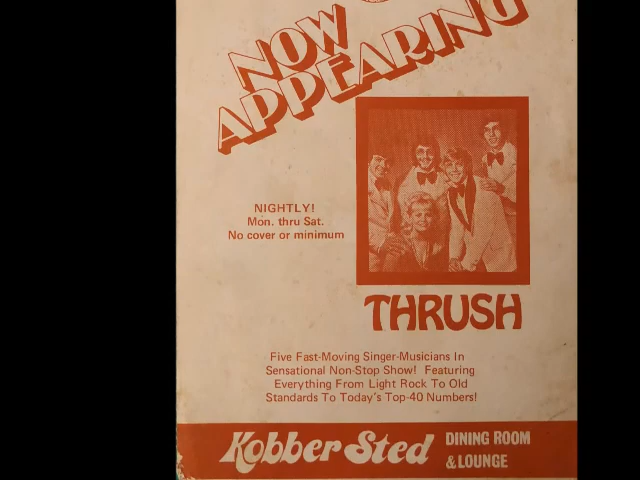 NOW
APPEARING
NIGHTLY!
Mon. thru Sat.
No cover or minimum
THRUSH
Five Fast-Moving Singer-Musicians In
Sensational Non-Stop Show! Featuring
Everything From Light Rock To Old
Standards To Today's Top-40 Numbers!
Kobber Sted DINING ROOM
& LOUNGE